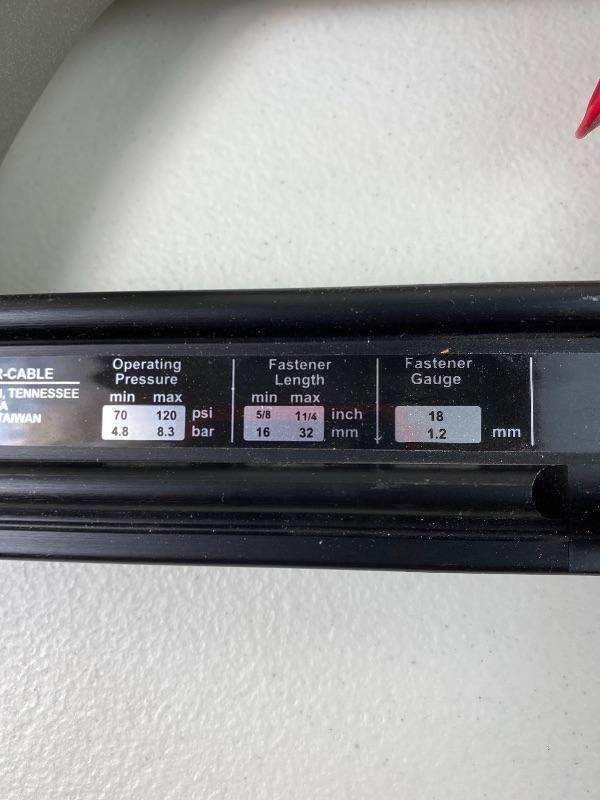 R-CABLE
N, TENNESSEE
A
TAIWAN
Operating
Pressure
min max
70 120 psi
4.8 8.3 bar
Fastener
Length
min max
5/8 11/4 inch
16 32 mm
Fastener
Gauge
18
1.2 mm